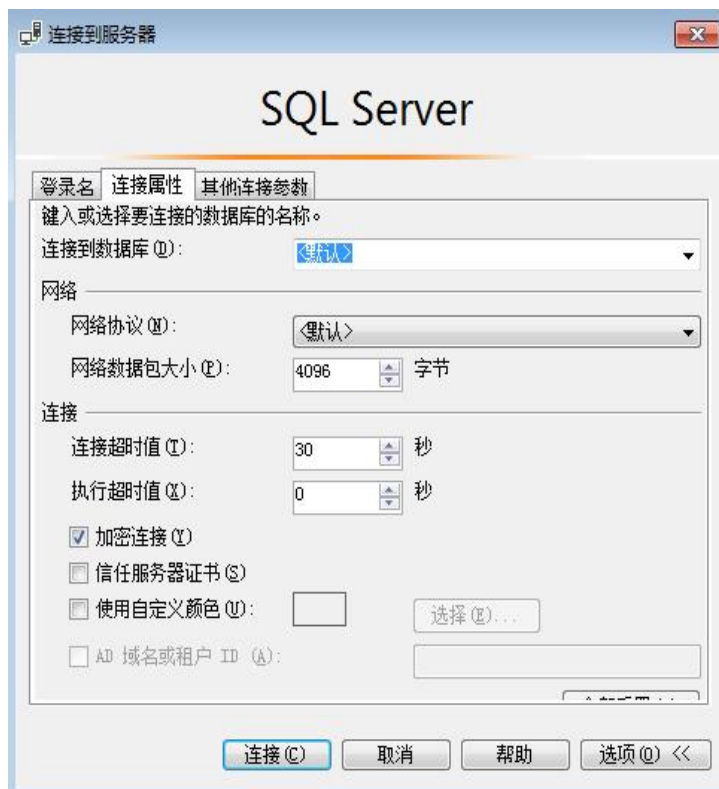 连接到服务器
SQL Server
登录名 连接属性 其他连接参数
键入或选择要连接的数据库的名称。
连接到数据库(D): <默认>
网络
网络协议(N): <默认>
网络数据包大小(P): 4096 字节
连接
连接超时值(T): 30 秒
执行超时值(X): 0 秒
加密连接(Y)
信任服务器证书(S)
使用自定义颜色(U): 选择(E)...
AD 域名或租户 ID (A):
连接(C) 取消 帮助 选项(O) <<